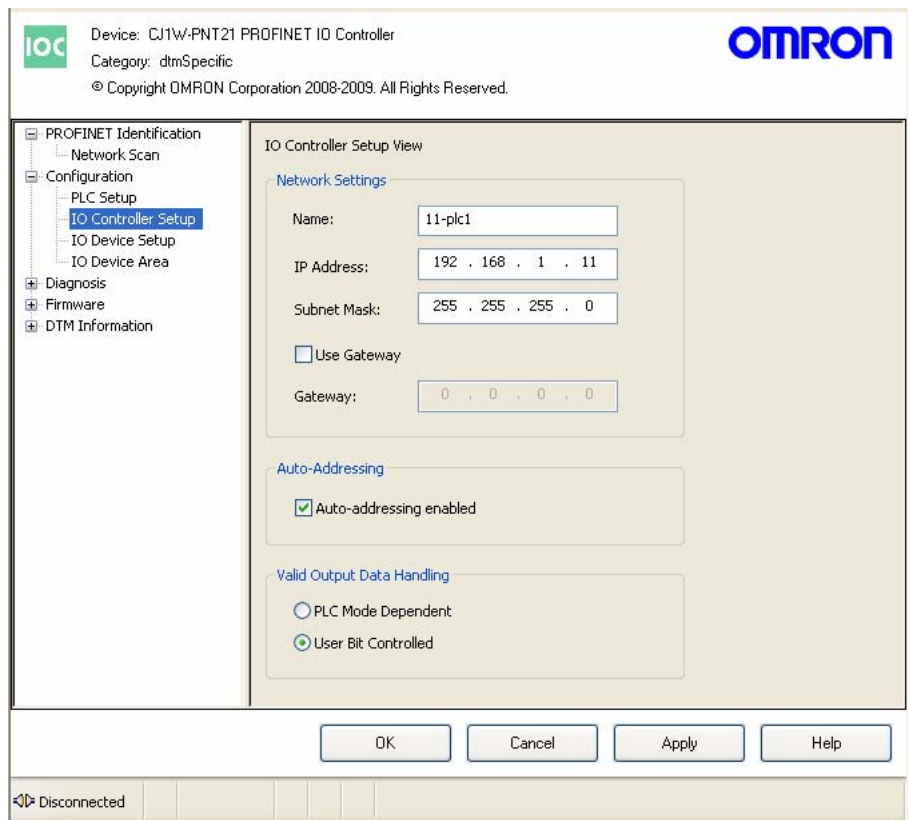 IOC
Device: CJ1W-PNT21 PROFINET IO Controller
Category: dtmSpecific
© Copyright OMRON Corporation 2008-2009. All Rights Reserved.
OMRON
PROFINET Identification
Network Scan
Configuration
PLC Setup
IO Controller Setup
IO Device Setup
IO Device Area
Diagnosis
Firmware
DTM Information
IO Controller Setup View
Network Settings
Name: 11-plc1
IP Address: 192 . 168 . 1 . 11
Subnet Mask: 255 . 255 . 255 . 0
Use Gateway
Gateway: 0 . 0 . 0 . 0
Auto-Addressing
Auto-addressing enabled
Valid Output Data Handling
PLC Mode Dependent
User Bit Controlled
OK Cancel Apply Help
Disconnected